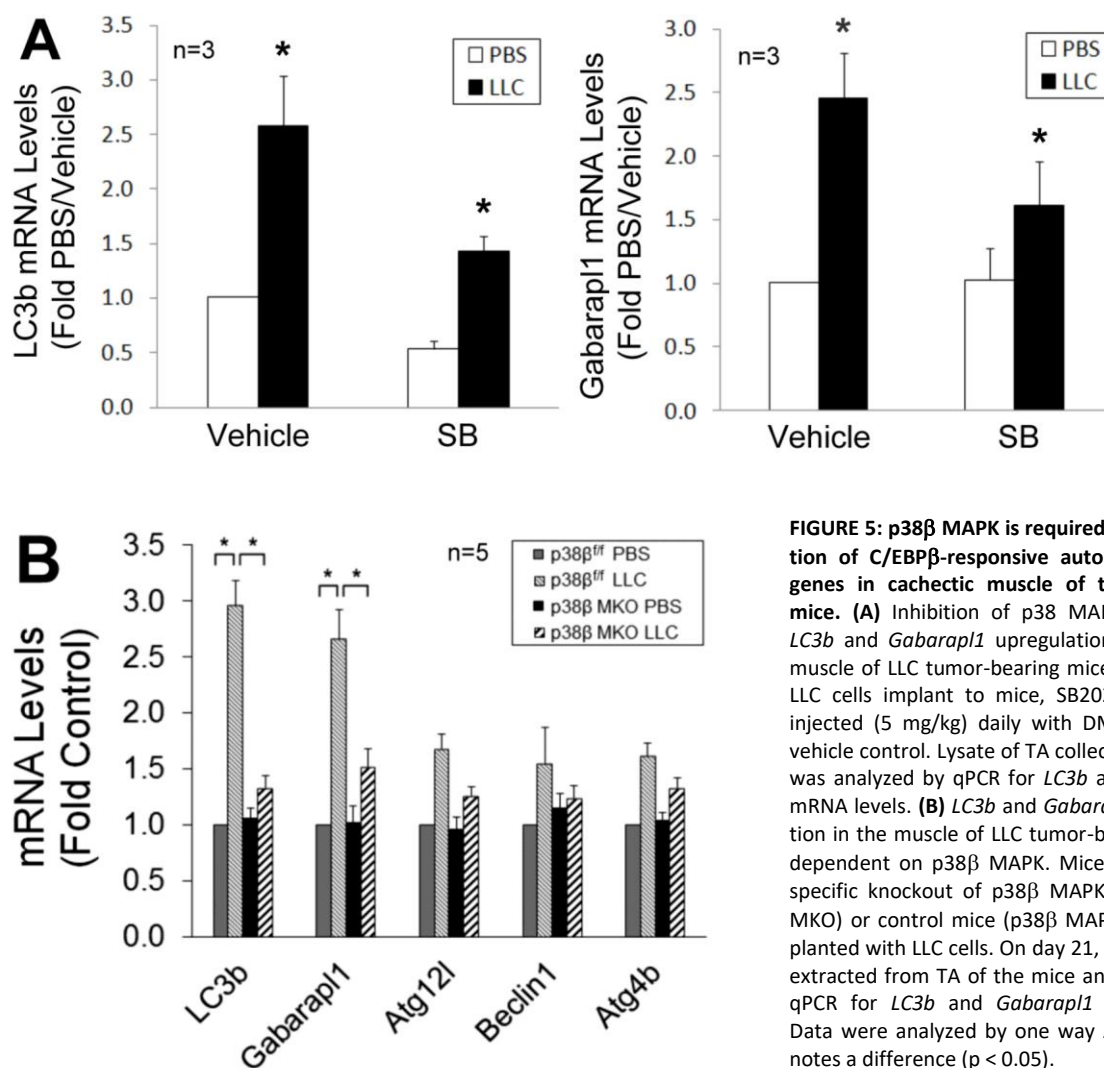 A
LC3b mRNA Levels
(Fold PBS/Vehicle)
3.5
3.0
2.5
2.0
1.5
1.0
0.5
0.0
n=3
*
*
PBS
LLC
Vehicle
SB
Gabarapl1 mRNA Levels
(Fold PBS/Vehicle)
3.0
2.5
2.0
1.5
1.0
0.5
0.0
n=3
*
*
PBS
LLC
Vehicle
SB
B
mRNA Levels
(Fold Control)
3.5
3.0
2.5
2.0
1.5
1.0
0.5
0.0
* *
* *
n=5
p38β f/f PBS
p38β f/f LLC
p38β MKO PBS
p38β MKO LLC
LC3b
Gabarapl1
Atg12l
Beclin1
Atg4b
FIGURE 5: p38β MAPK is required
tion of C/EBPβ-responsive auto
genes in cachectic muscle of t
mice. (A) Inhibition of p38 MA
LC3b and Gabarapl1 upregulation
muscle of LLC tumor-bearing mice
LLC cells implant to mice, SB20
injected (5 mg/kg) daily with DM
vehicle control. Lysate of TA collec
was analyzed by qPCR for LC3b a
mRNA levels. (B) LC3b and Gabara
tion in the muscle of LLC tumor-b
dependent on p38β MAPK. Mice
specific knockout of p38β MAPK
MKO) or control mice (p38β MAP
planted with LLC cells. On day 21,
extracted from TA of the mice an
qPCR for LC3b and Gabarapl1
Data were analyzed by one way
notes a difference (p < 0.05).